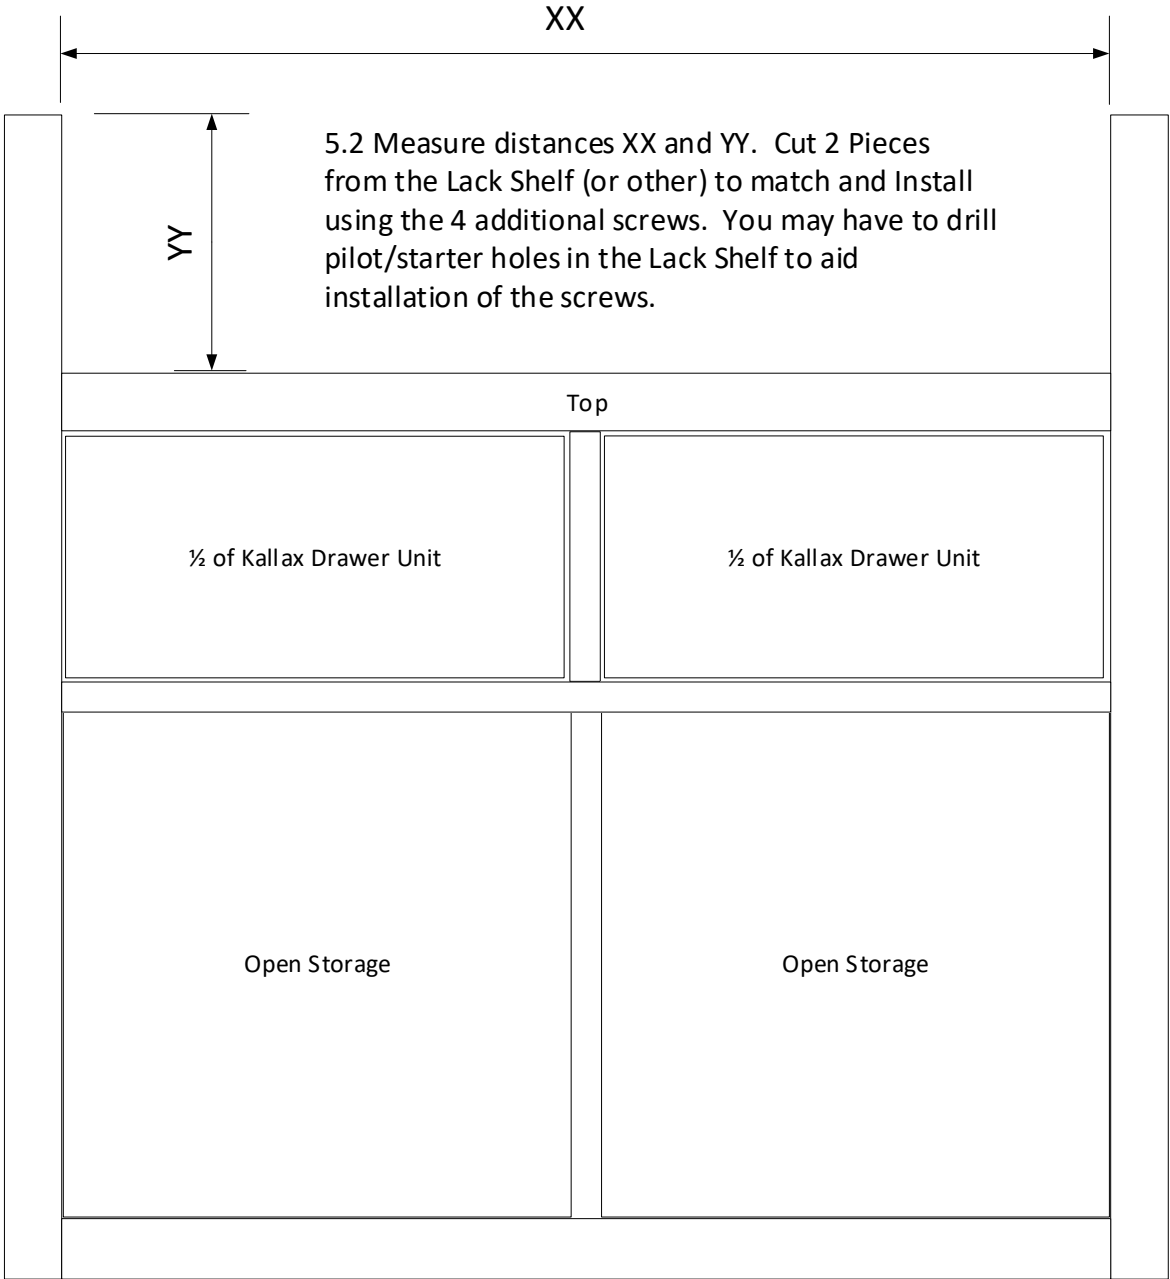 XX
YY
5.2 Measure distances XX and YY.  Cut 2 Pieces
from the Lack Shelf (or other) to match and Install
using the 4 additional screws.  You may have to drill
pilot/starter holes in the Lack Shelf to aid
installation of the screws.
Top
½ of Kallax Drawer Unit
½ of Kallax Drawer Unit
Open Storage
Open Storage